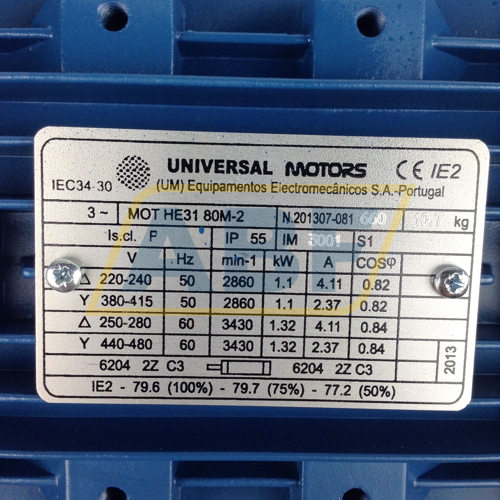 UNIVERSAL MOTORS CE IE2
IEC34-30 (UM) Equipamentos Electromecânicos S.A.-Portugal
3 ~ MOT HE31 80M-2 N.201307-081 kg
Is.cl. F IP 55 IM 3001 S1
V Hz min-1 kW A COSφ
Δ 220-240 50 2860 1.1 4.11 0.82
Y 380-415 50 2860 1.1 2.37 0.82
Δ 250-280 60 3430 1.32 4.11 0.84
Y 440-480 60 3430 1.32 2.37 0.84
6204 2Z C3 6204 2Z C3
2013
IE2 - 79.6 (100%) - 79.7 (75%) - 77.2 (50%)